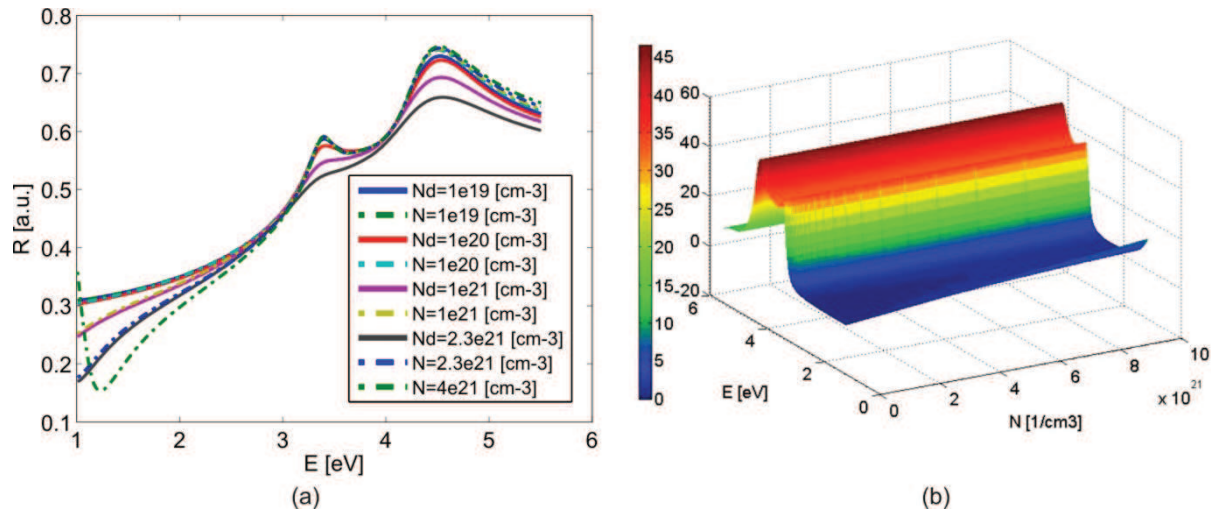 0.8
0.7
0.6
0.5
0.4
0.3
0.2
0.1
R [a.u.]
1 2 3 4 5 6
E [eV]
Nd=1e19 [cm-3]
N=1e19 [cm-3]
Nd=1e20 [cm-3]
N=1e20 [cm-3]
Nd=1e21 [cm-3]
N=1e21 [cm-3]
Nd=2.3e21 [cm-3]
N=2.3e21 [cm-3]
N=4e21 [cm-3]
(a)
45
40
35
30
25
20
15
10
5
0
60
40
20
0
-20
6
4
2
0
E [eV]
0 2 4 6 8 10
x 10 21
N [1/cm3]
(b)